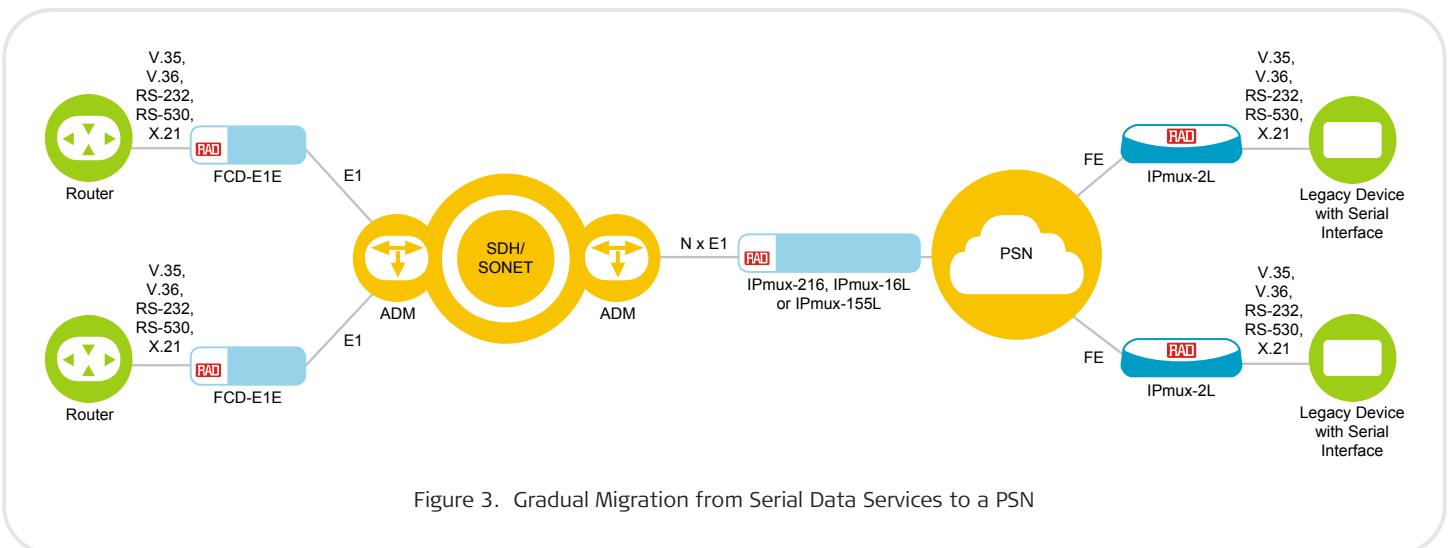 V.35,
V.36,
RS-232,
RS-530,
X.21
RAD
Router
FCD-E1E
E1
V.35,
V.36,
RS-232,
RS-530,
X.21
RAD
Router
FCD-E1E
E1
ADM
SDH/
SONET
ADM
N x E1
RAD
IPmux-216, IPmux-16L
or IPmux-155L
PSN
FE
RAD
IPmux-2L
V.35,
V.36,
RS-232,
RS-530,
X.21
Legacy Device
with Serial
Interface
FE
RAD
IPmux-2L
V.35,
V.36,
RS-232,
RS-530,
X.21
Legacy Device
with Serial
Interface
Figure 3. Gradual Migration from Serial Data Services to a PSN